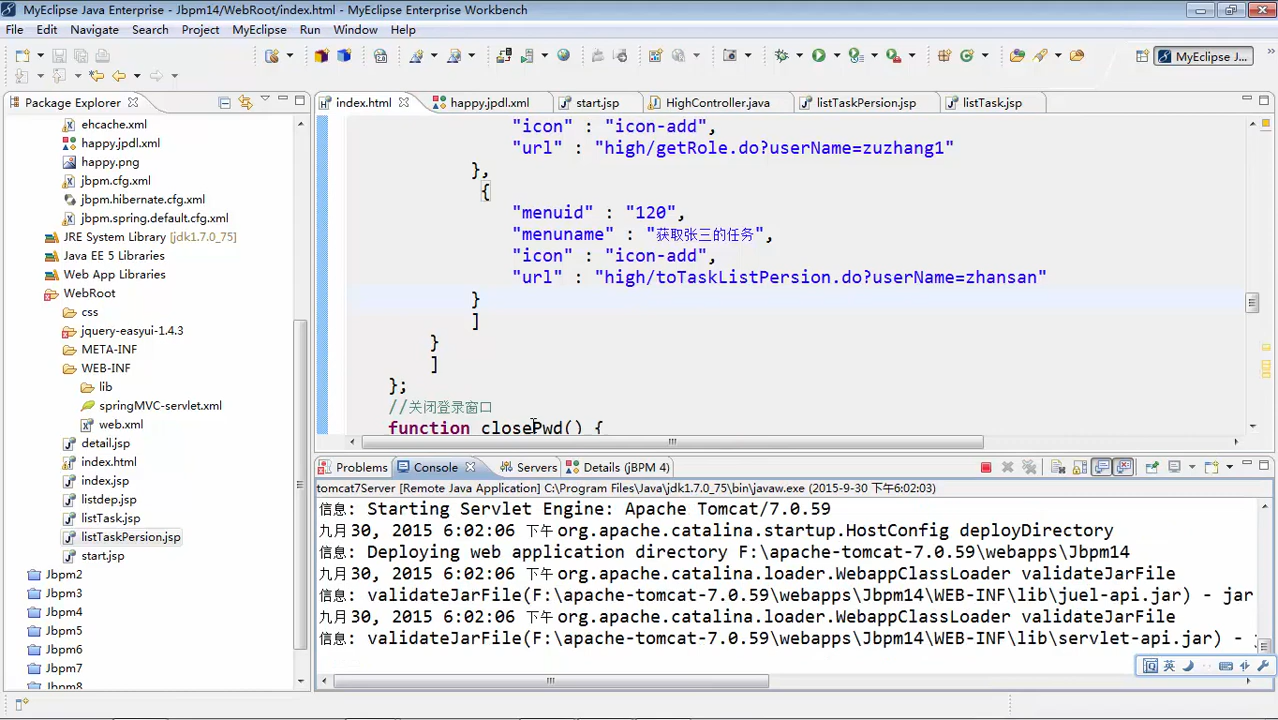 MyEclipse Java Enterprise - Jbpm14/WebRoot/index.html - MyEclipse Enterprise Workbench
File Edit Navigate Search Project MyEclipse Run Window Help
MyEclipse J...
Package Explorer
index.html happy.jpdl.xml start.jsp HighController.java listTaskPersion.jsp listTask.jsp
ehcache.xml
happy.jpdl.xml
happy.png
jbpm.cfg.xml
jbpm.hibernate.cfg.xml
jbpm.spring.default.cfg.xml
JRE System Library [jdk1.7.0_75]
Java EE 5 Libraries
Web App Libraries
WebRoot
css
jquery-easyui-1.4.3
META-INF
WEB-INF
lib
springMVC-servlet.xml
web.xml
detail.jsp
index.html
index.jsp
listdep.jsp
listTask.jsp
listTaskPersion.jsp
start.jsp
Jbpm2
Jbpm3
Jbpm4
Jbpm5
Jbpm6
Jbpm7
Jbpm8
"icon" : "icon-add",
"url" : "high/getRole.do?userName=zuzhang1"
},
{
"menuid" : "120",
"menuname" : "获取张三的任务",
"icon" : "icon-add",
"url" : "high/toTaskListPersion.do?userName=zhansan"
}
]
}
]
};
//关闭登录窗口
function closePwd() {
Problems Console Servers Details (jBPM 4)
tomcat7Server [Remote Java Application] C:\Program Files\Java\jdk1.7.0_75\bin\javaw.exe (2015-9-30 下午6:02:03)
信息: Starting Servlet Engine: Apache Tomcat/7.0.59
九月 30, 2015 6:02:06 下午 org.apache.catalina.startup.HostConfig deployDirectory
信息: Deploying web application directory F:\apache-tomcat-7.0.59\webapps\Jbpm14
九月 30, 2015 6:02:06 下午 org.apache.catalina.loader.WebappClassLoader validateJarFile
信息: validateJarFile(F:\apache-tomcat-7.0.59\webapps\Jbpm14\WEB-INF\lib\juel-api.jar) - jar
九月 30, 2015 6:02:06 下午 org.apache.catalina.loader.WebappClassLoader validateJarFile
信息: validateJarFile(F:\apache-tomcat-7.0.59\webapps\Jbpm14\WEB-INF\lib\servlet-api.jar) -
英